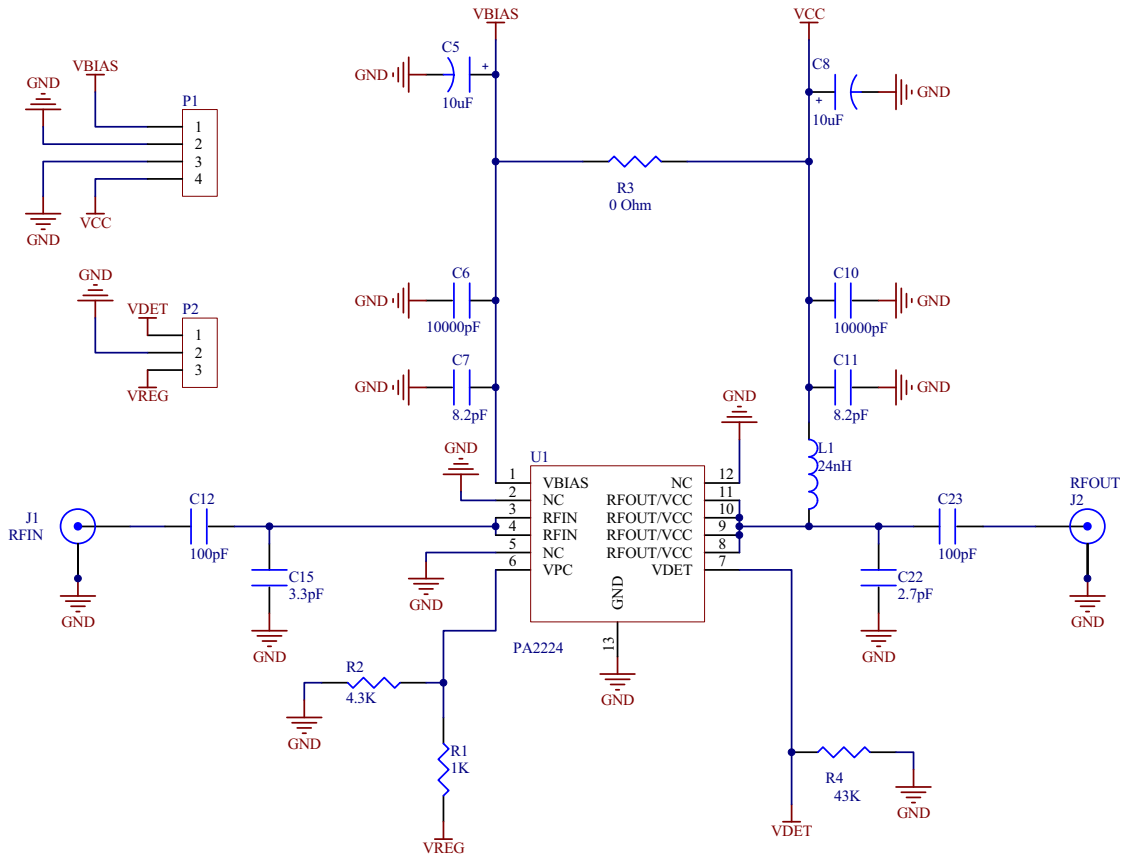 VBIAS
VCC
C5
10uF
GND
+
C8
+
10uF
GND
VBIAS
GND
P1
1
2
3
4
VCC
GND
R3
0 Ohm
GND
VDET
P2
1
2
3
VREG
C6
GND
10000pF
C10
GND
10000pF
C7
GND
8.2pF
C11
GND
8.2pF
GND
L1
24nH
GND
U1
1 VBIAS
2 NC
3 RFIN
4 RFIN
5 NC
6 VPC
NC 12
RFOUT/VCC 11
RFOUT/VCC 10
RFOUT/VCC 9
RFOUT/VCC 8
VDET 7
GND
13
PA2224
GND
J1
RFIN
GND
C12
100pF
C15
3.3pF
GND
GND
C23
100pF
RFOUT
J2
GND
C22
2.7pF
GND
R2
4.3K
GND
R1
1K
VREG
R4
43K
GND
VDET